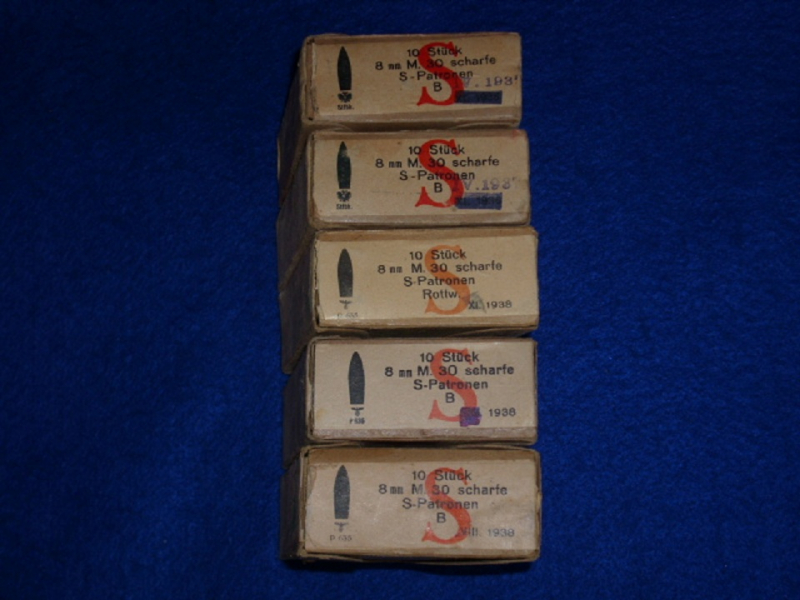 10 Stück
8 mm M. 30 scharfe
S-Patronen
B
S
10 Stück
8 mm M. 30 scharfe
S-Patronen
B
S
10 Stück
8 mm M. 30 scharfe
S-Patronen
Rottw.
XI. 1938
S
10 Stück
8 mm M. 30 scharfe
S-Patronen
B
1938
S
10 Stück
8 mm M. 30 scharfe
S-Patronen
B
VIII. 1938
S